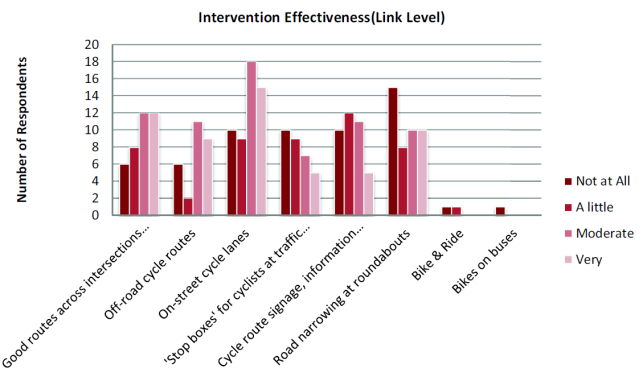 Intervention Effectiveness(Link Level)
Number of Respondents
20
18
16
14
12
10
8
6
4
2
0
Good routes across intersections...
Off-road cycle routes
On-street cycle lanes
'Stop boxes' for cyclists at traffic...
Cycle route signage, information...
Road narrowing at roundabouts
Bike & Ride
Bikes on buses
Not at All
A little
Moderate
Very